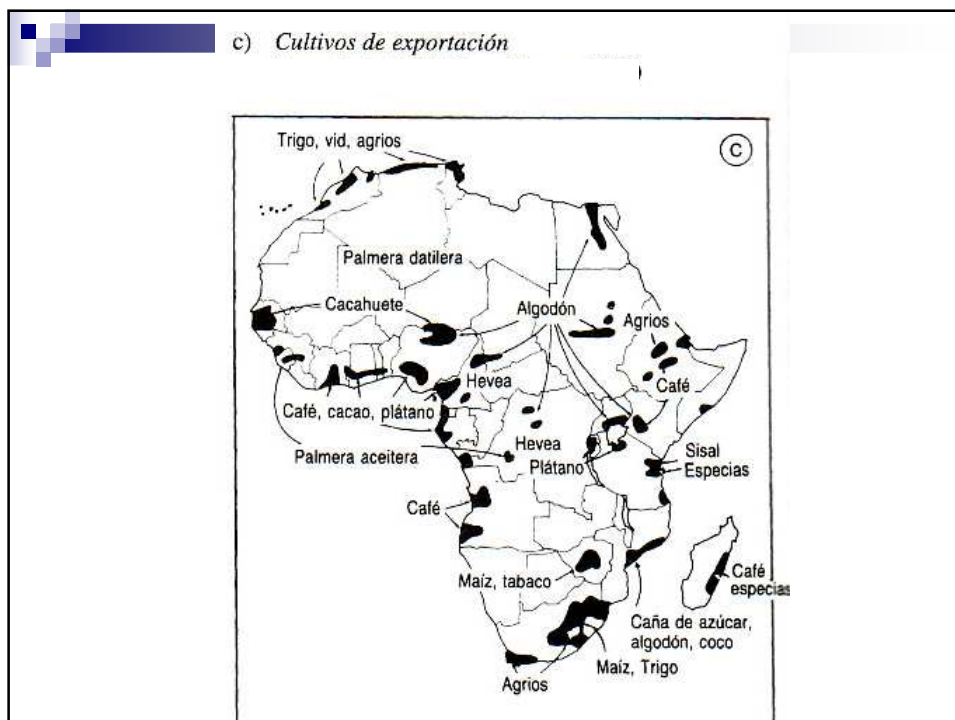 c) Cultivos de exportación
C
Trigo, vid, agrios
Palmera datilera
Cacahuete
Algodón
Agrios
Hevea
Café
Café, cacao, plátano
Hevea
Palmera aceitera
Plátano
Sisal
Especias
Café
Maíz, tabaco
Café
especias
Caña de azúcar,
algodón, coco
Maíz, Trigo
Agrios